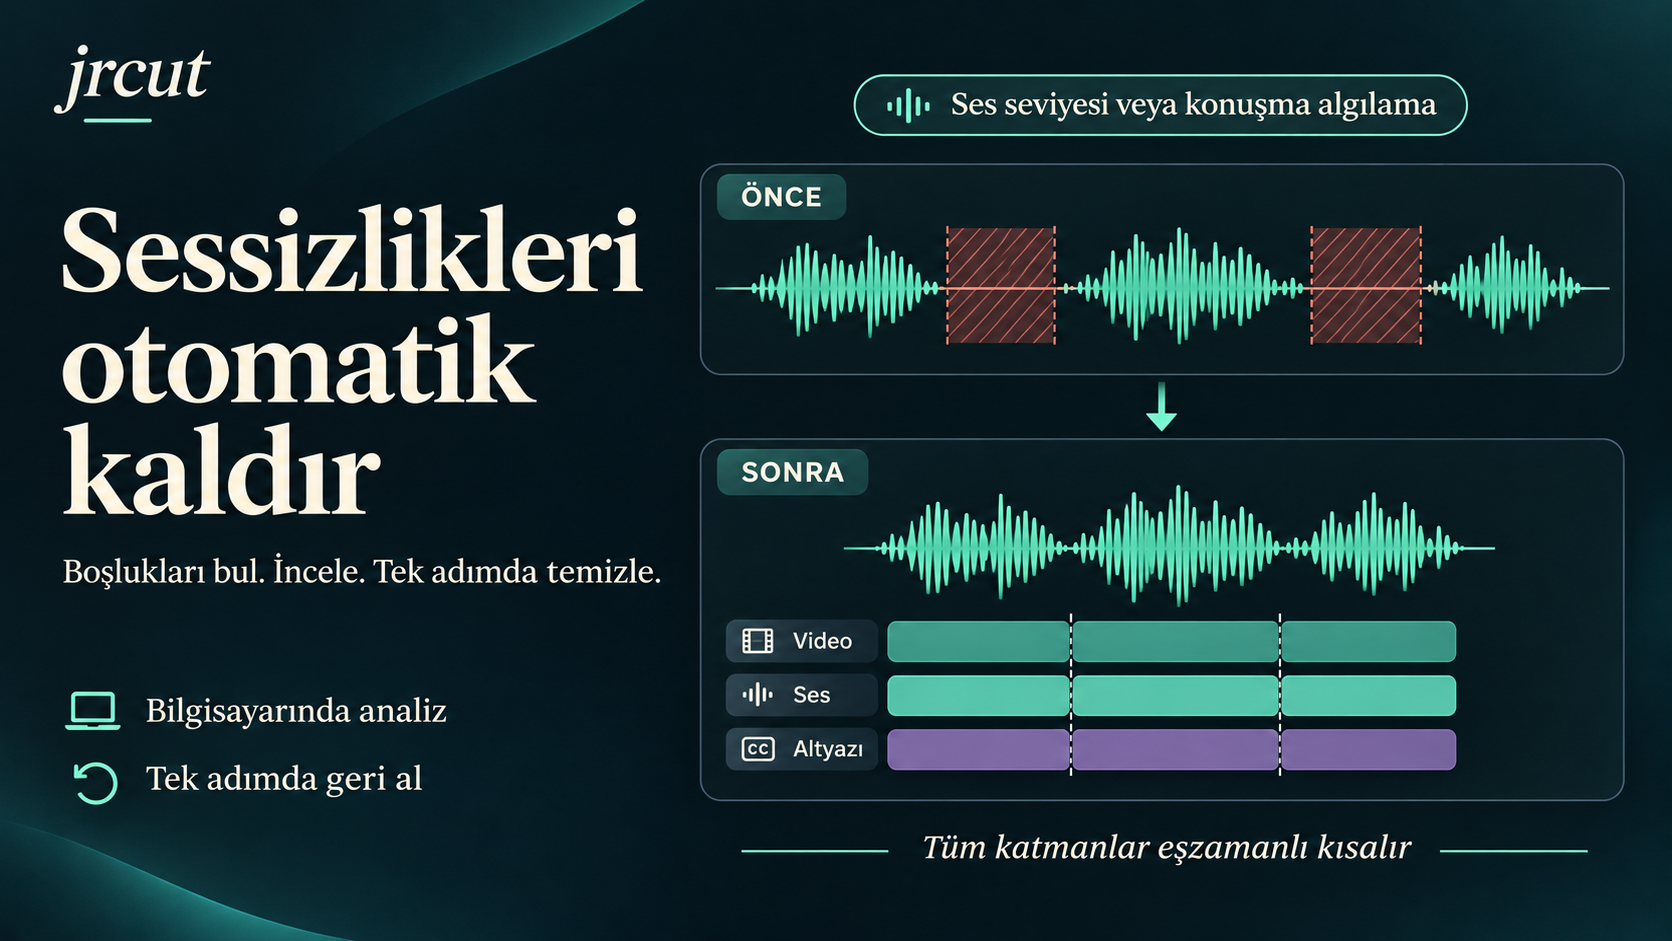 jrcut
Sessizlikleri
otomatik
kaldır
Boşlukları bul. İncele. Tek adımda temizle.
Bilgisayarında analiz
Tek adımda geri al
Ses seviyesi veya konuşma algılama
ÖNCE
SONRA
Video
Ses
CC Altyazı
Tüm katmanlar eşzamanlı kısalır